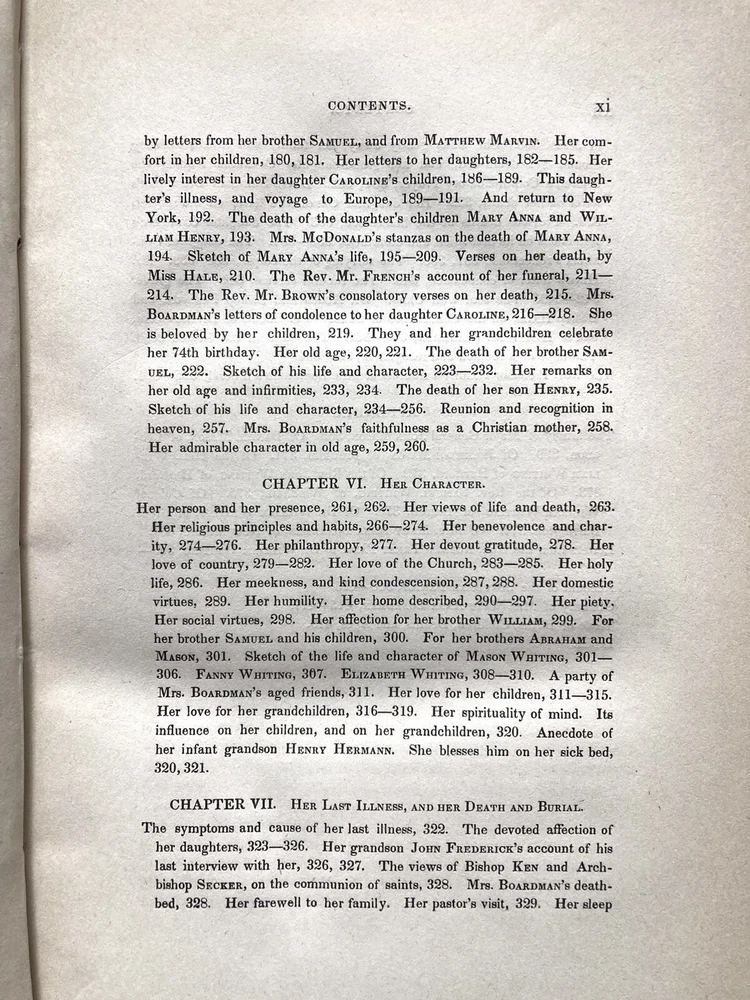 CONTENTS. xi
by letters from her brother SAMUEL, and from MATTHEW MARVIN. Her com-
fort in her children, 180, 181. Her letters to her daughters, 182—185. Her
lively interest in her daughter CAROLINE'S children, 186—189. This daugh-
ter's illness, and voyage to Europe, 189—191. And return to New
York, 192. The death of the daughter's children MARY ANNA and WIL-
LIAM HENRY, 193. Mrs. MCDONALD'S stanzas on the death of MARY ANNA,
194. Sketch of MARY ANNA'S life, 195—209. Verses on her death, by
Miss HALE, 210. The Rev. Mr. FRENCH'S account of her funeral, 211—
214. The Rev. Mr. BROWN'S consolatory verses on her death, 215. Mrs.
BOARDMAN'S letters of condolence to her daughter CAROLINE, 216—218. She
is beloved by her children, 219. They and her grandchildren celebrate
her 74th birthday. Her old age, 220, 221. The death of her brother SAM-
UEL, 222. Sketch of his life and character, 223—232. Her remarks on
her old age and infirmities, 233, 234. The death of her son HENRY, 235.
Sketch of his life and character, 234—256. Reunion and recognition in
heaven, 257. Mrs. BOARDMAN'S faithfulness as a Christian mother, 258.
Her admirable character in old age, 259, 260.
CHAPTER VI. HER CHARACTER.
Her person and her presence, 261, 262. Her views of life and death, 263.
Her religious principles and habits, 266—274. Her benevolence and char-
ity, 274—276. Her philanthropy, 277. Her devout gratitude, 278. Her
love of country, 279—282. Her love of the Church, 283—285. Her holy
life, 286. Her meekness, and kind condescension, 287, 288. Her domestic
virtues, 289. Her humility. Her home described, 290—297. Her piety.
Her social virtues, 298. Her affection for her brother WILLIAM, 299. For
her brother SAMUEL and his children, 300. For her brothers ABRAHAM and
MASON, 301. Sketch of the life and character of MASON WHITING, 301—
306. FANNY WHITING, 307. ELIZABETH WHITING, 308—310. A party of
Mrs. BOARDMAN'S aged friends, 311. Her love for her children, 311—315.
Her love for her grandchildren, 316—319. Her spirituality of mind. Its
influence on her children, and on her grandchildren, 320. Anecdote of
her infant grandson HENRY HERMANN. She blesses him on her sick bed,
320, 321.
CHAPTER VII. HER LAST ILLNESS, AND HER DEATH AND BURIAL.
The symptoms and cause of her last illness, 322. The devoted affection of
her daughters, 323—326. Her grandson JOHN FREDERICK'S account of his
last interview with her, 326, 327. The views of Bishop KEN and Arch-
bishop SECKER, on the communion of saints, 328. Mrs. BOARDMAN'S death-
bed, 328. Her farewell to her family. Her pastor's visit, 329. Her sleep